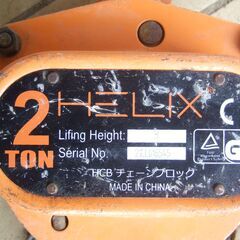 2 TON
HELIX
CE
Lifing Height:
Serial No.
HCB チェーンブロック
MADE IN CHINA